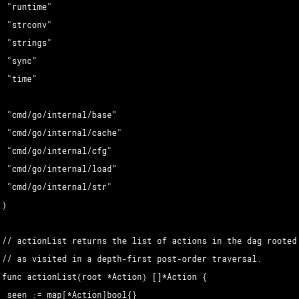 "runtime"
"strconv"
"strings"
"sync"
"time"
"cmd/go/internal/base"
"cmd/go/internal/cache"
"cmd/go/internal/cfg"
"cmd/go/internal/load"
"cmd/go/internal/str"
)
// actionList returns the list of actions in the dag rooted
// as visited in a depth-first post-order traversal.
func actionList(root *Action) []*Action {
seen := map[*Action]bool{}